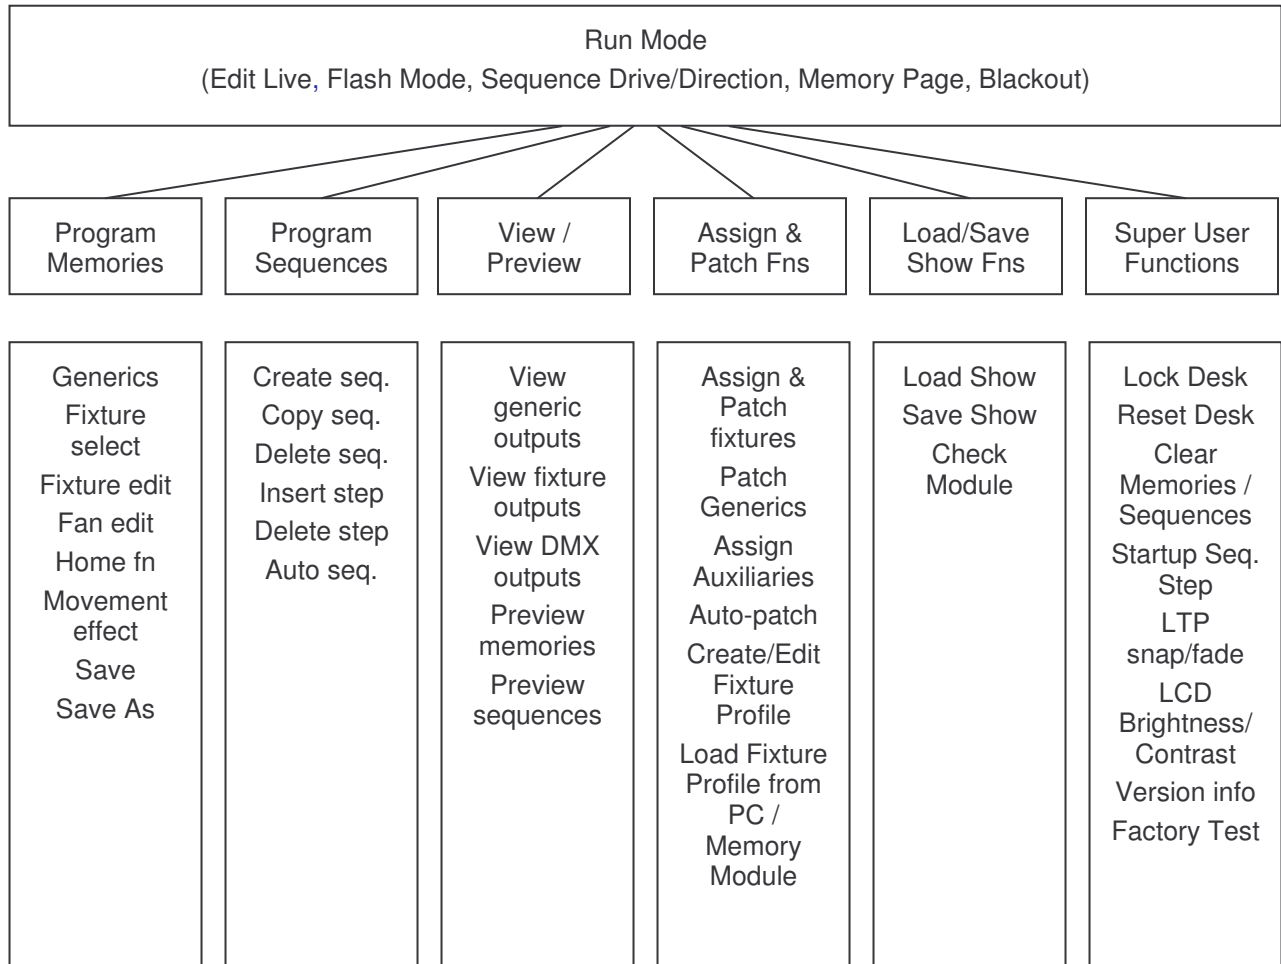 Run Mode
(Edit Live, Flash Mode, Sequence Drive/Direction, Memory Page, Blackout)
Program
Memories
Program
Sequences
View /
Preview
Assign &
Patch Fns
Load/Save
Show Fns
Super User
Functions
Generics
Fixture
select
Fixture edit
Fan edit
Home fn
Movement
effect
Save
Save As
Create seq.
Copy seq.
Delete seq.
Insert step
Delete step
Auto seq.
View
generic
outputs
View fixture
outputs
View DMX
outputs
Preview
memories
Preview
sequences
Assign &
Patch
fixtures
Patch
Generics
Assign
Auxiliaries
Auto-patch
Create/Edit
Fixture
Profile
Load Fixture
Profile from
PC /
Memory
Module
Load Show
Save Show
Check
Module
Lock Desk
Reset Desk
Clear
Memories /
Sequences
Startup Seq.
Step
LTP
snap/fade
LCD
Brightness/
Contrast
Version info
Factory Test